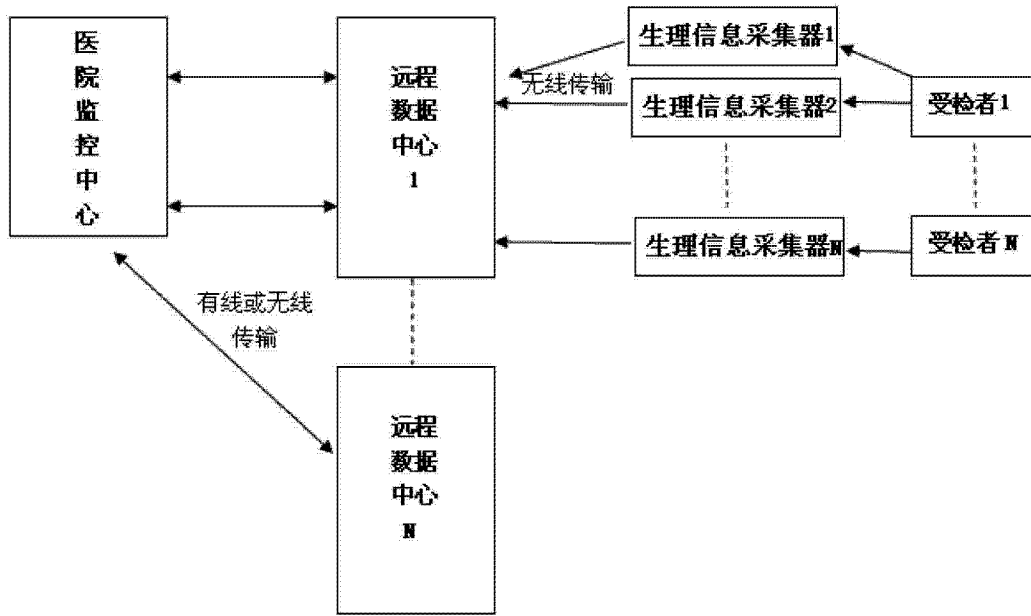 医
院
监
控
中
心
远程
数据
中心
1
生理信息采集器1
无线传输
生理信息采集器2
受检者1
生理信息采集器N
受检者 N
有线或无线
传输
远程
数据
中心
N